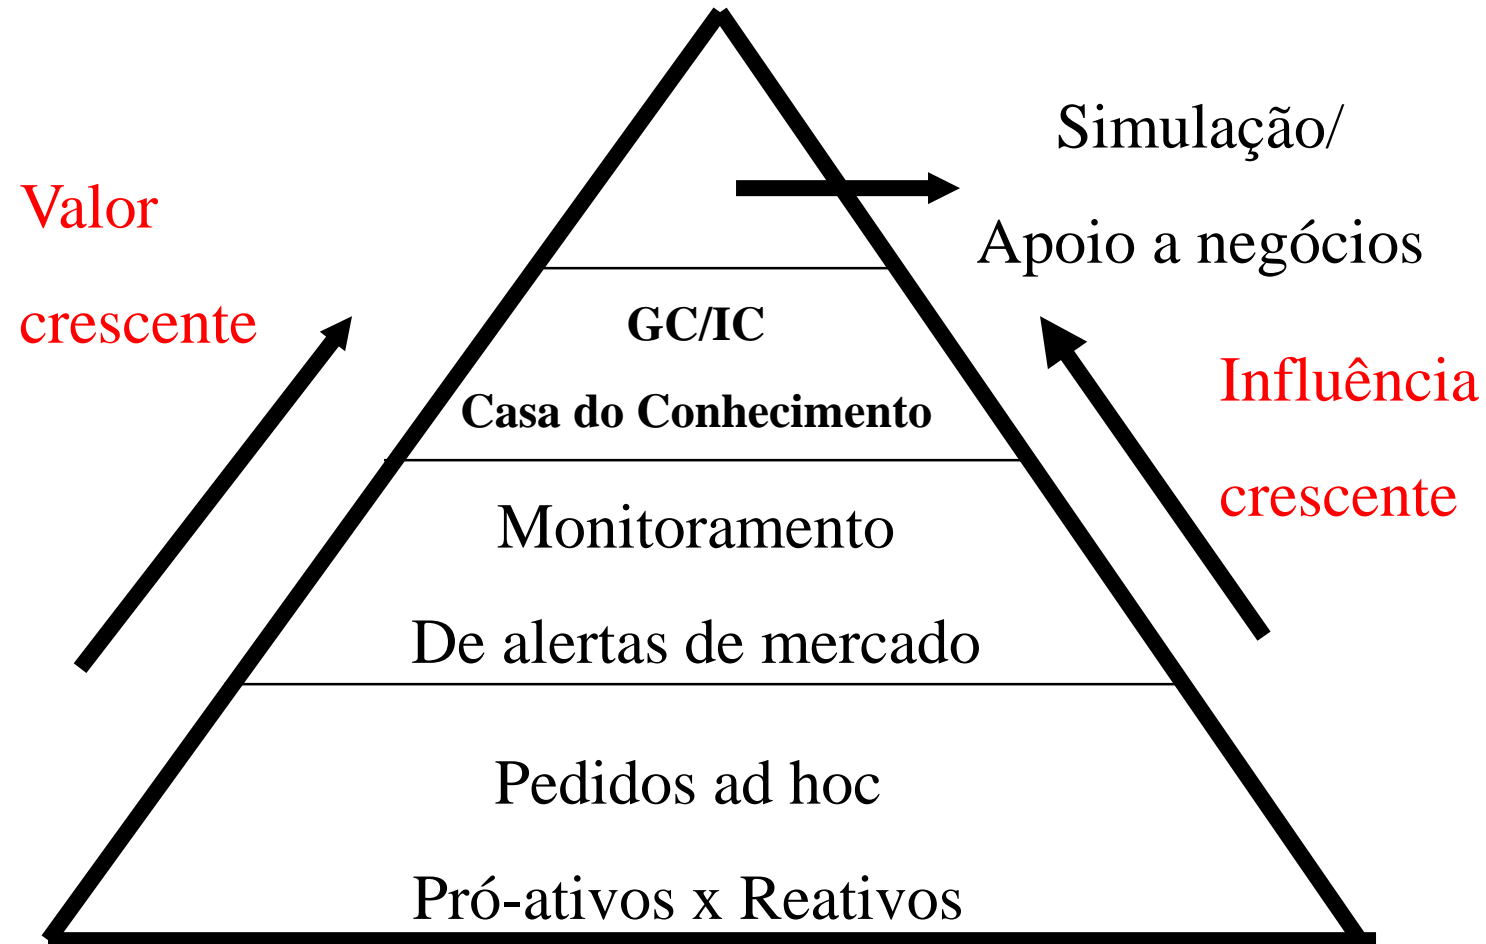 Simulação/
Apoio a negócios
Valor
crescente
GC/IC
Casa do Conhecimento
Influência
crescente
Monitoramento
De alertas de mercado
Pedidos ad hoc
Pró-ativos x Reativos